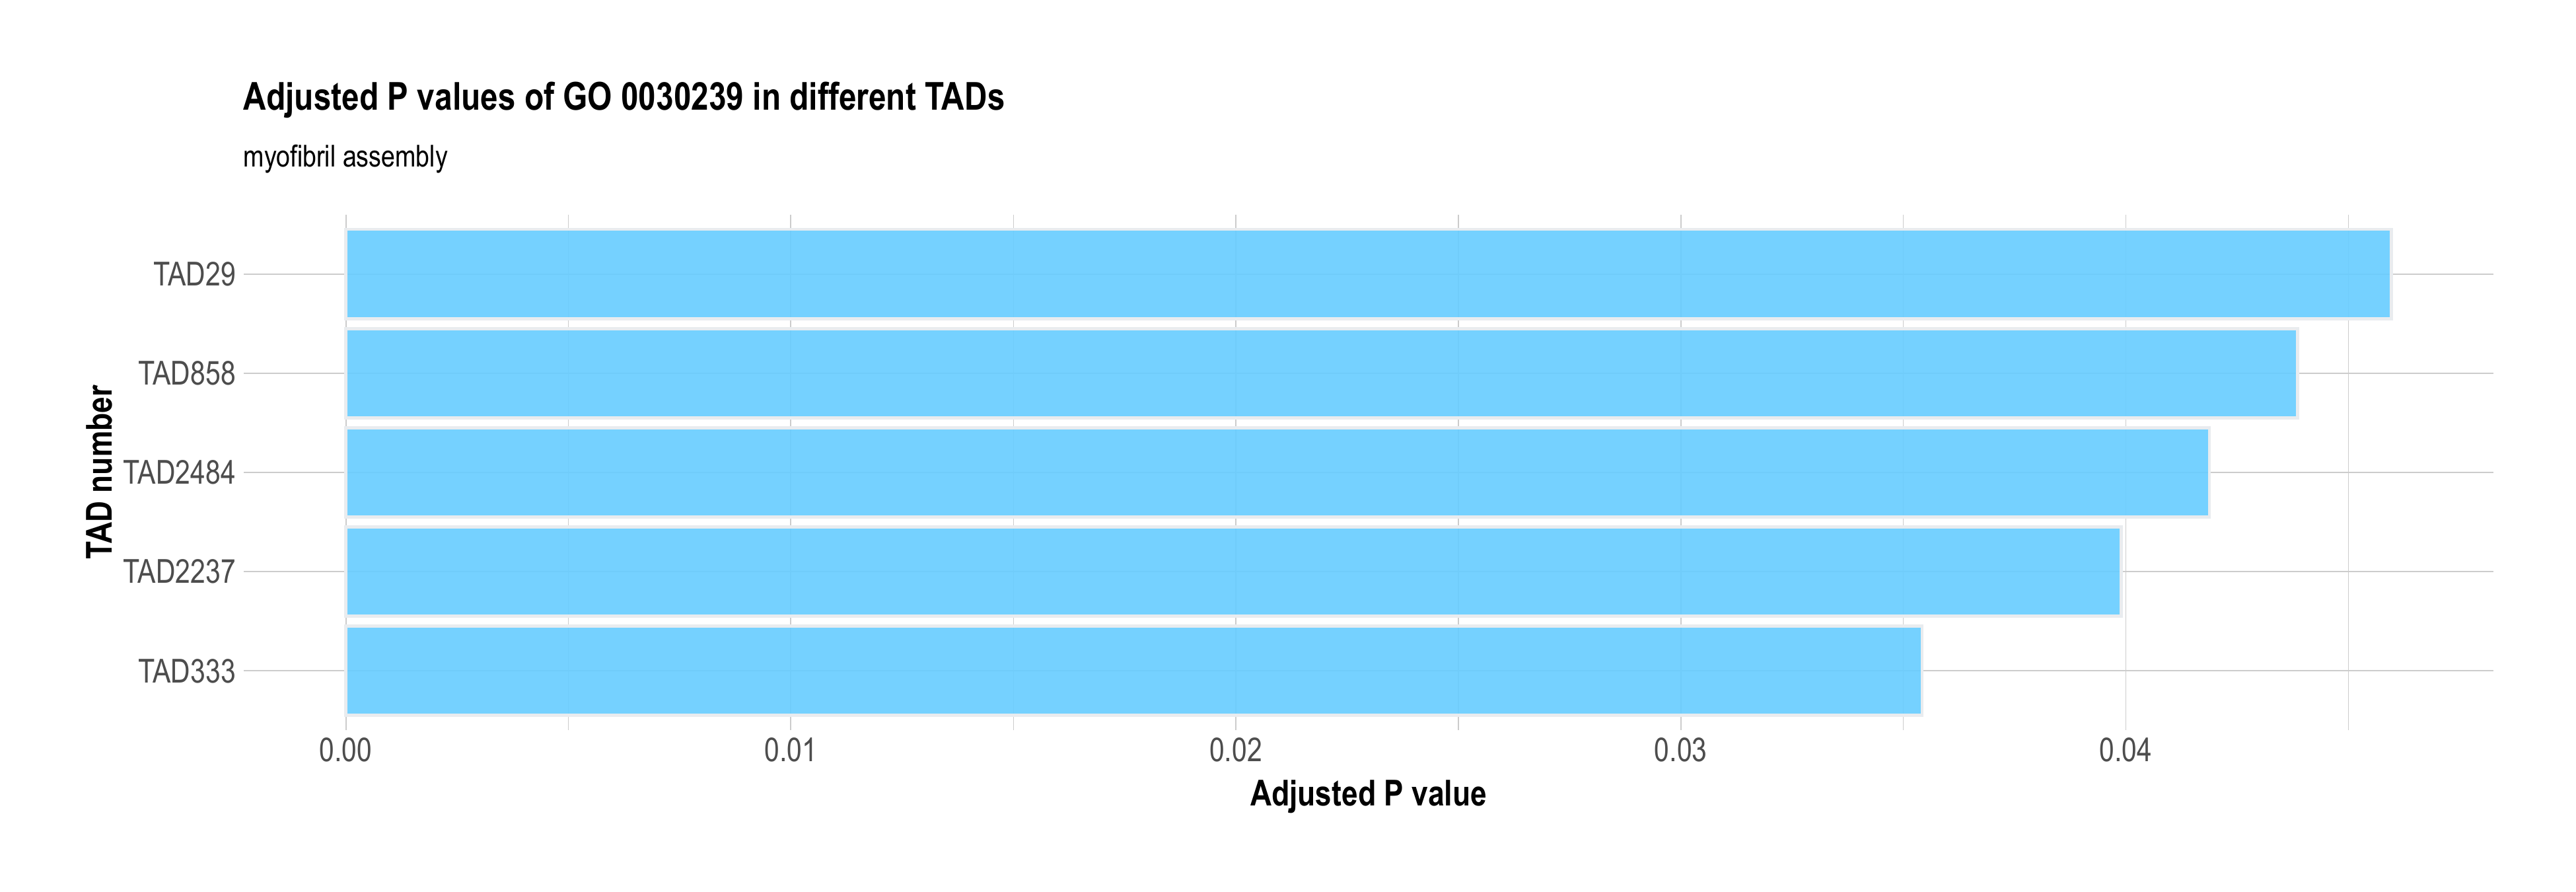 Adjusted P values of GO 0030239 in different TADs
myofibril assembly
TAD number
TAD29
TAD858
TAD2484
TAD2237
TAD333
0.00 0.01 0.02 0.03 0.04
Adjusted P value